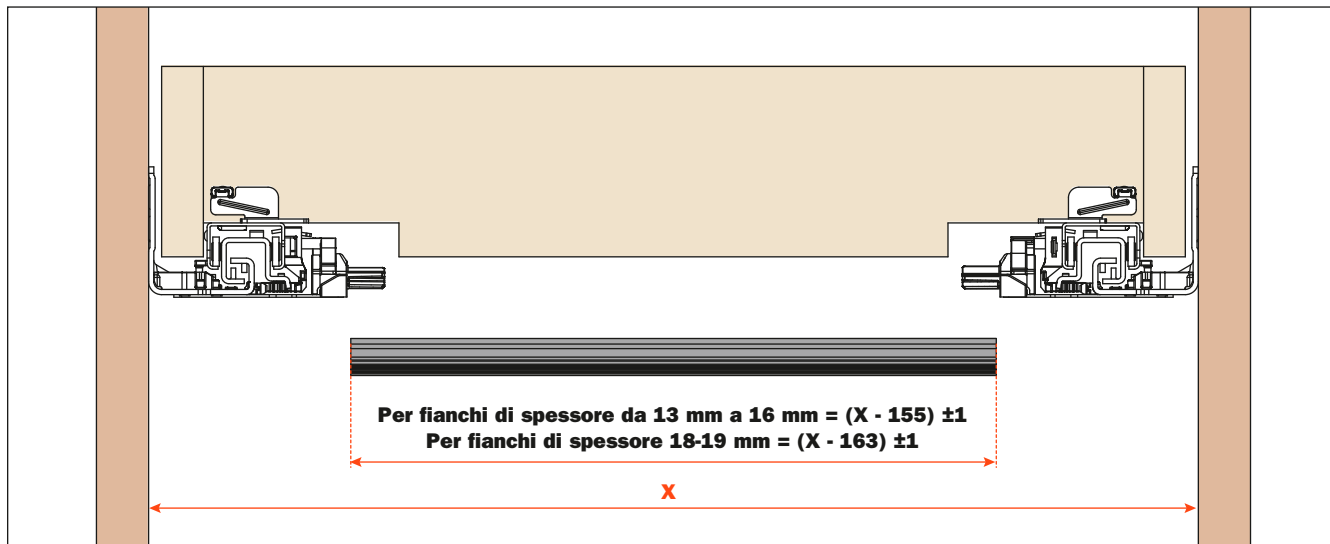 Per fianchi di spessore da 13 mm a 16 mm = (X - 155) ±1
Per fianchi di spessore 18-19 mm = (X - 163) ±1
X